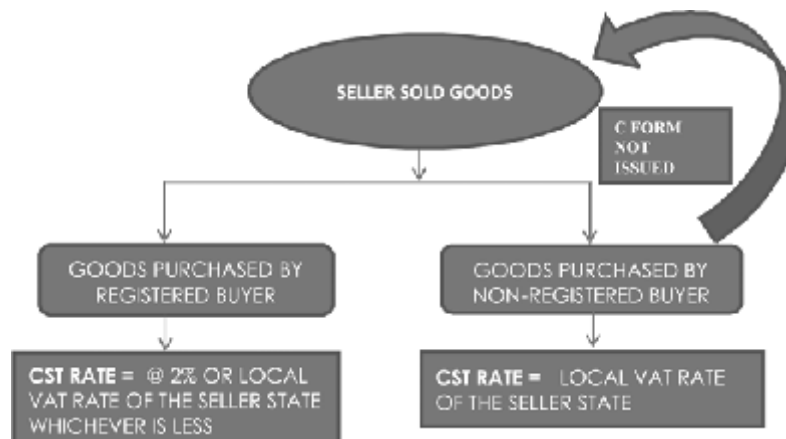 SELLER SOLD GOODS
C FORM
NOT
ISSUED
GOODS PURCHASED BY
REGISTERED BUYER
GOODS PURCHASED BY
NON-REGISTERED BUYER
CST RATE = @ 2% OR LOCAL
VAT RATE OF THE SELLER STATE
WHICHEVER IS LESS
CST RATE = LOCAL VAT RATE
OF THE SELLER STATE